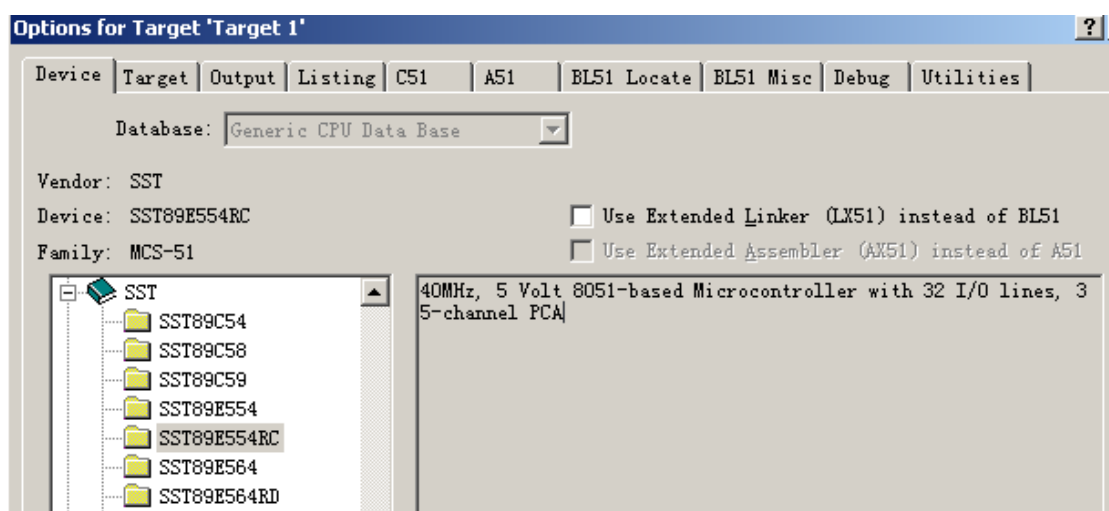 Options for Target 'Target 1'
?
Device Target Output Listing C51 A51 BL51 Locate BL51 Misc Debug Utilities
Database: Generic CPU Data Base
Vendor: SST
Device: SST89E554RC
Use Extended Linker (LX51) instead of BL51
Family: MCS-51
Use Extended Assembler (AX51) instead of A51
SST
SST89C54
SST89C58
SST89C59
SST89E554
SST89E554RC
SST89E564
SST89E564RD
40MHz, 5 Volt 8051-based Microcontroller with 32 I/O lines, 3
5-channel PCA